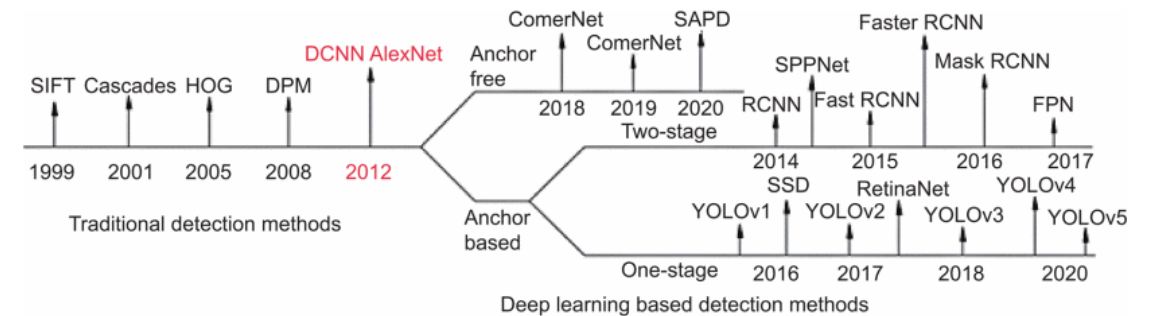 SIFT Cascades HOG DPM DCNN AlexNet
1999 2001 2005 2008 2012
Traditional detection methods
Anchor
free
ComerNet ComerNet SAPD
2018 2019 2020
Anchor
based
Two-stage
RCNN SPPNet Fast RCNN Faster RCNN Mask RCNN FPN
2014 2015 2016 2017
One-stage
YOLOv1 SSD YOLOv2 RetinaNet YOLOv3 YOLOv4 YOLOv5
2016 2017 2018 2020
Deep learning based detection methods